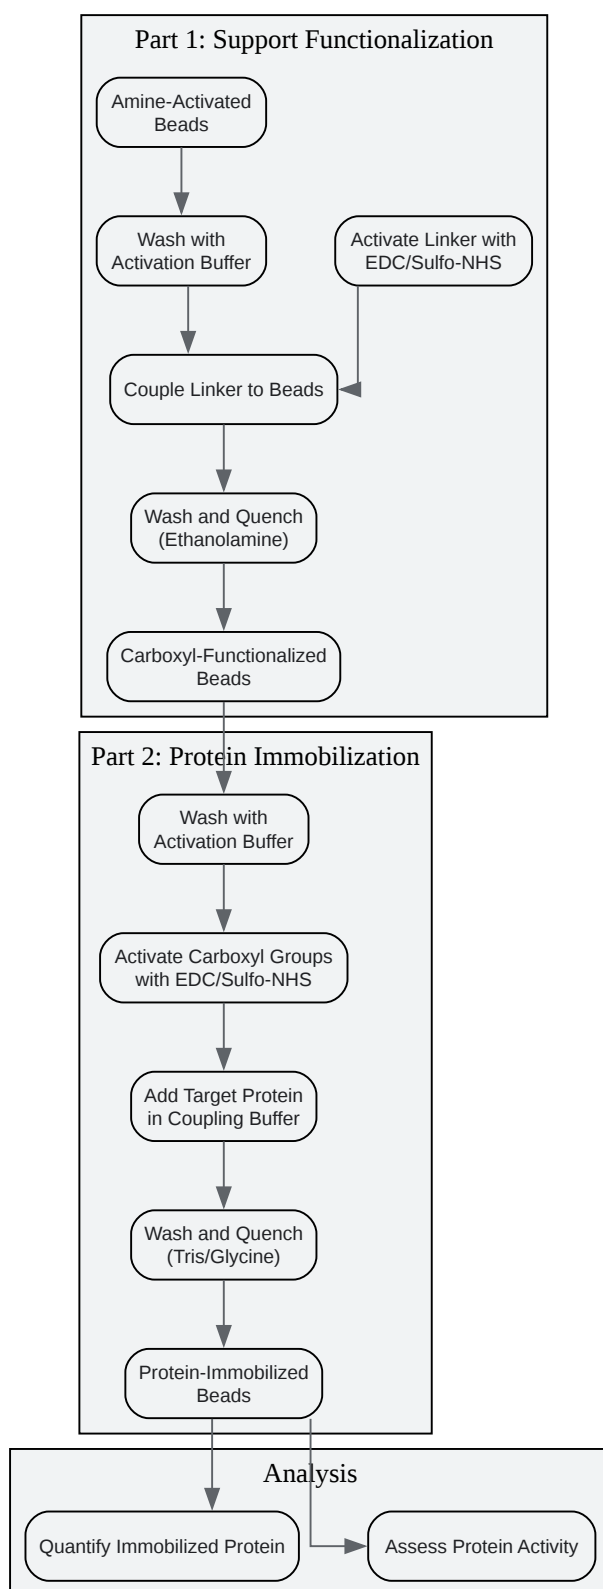 Part 1: Support Functionalization
Amine-Activated
Beads
Wash with
Activation Buffer
Activate Linker with
EDC/Sulfo-NHS
Couple Linker to Beads
Wash and Quench
(Ethanolamine)
Carboxyl-Functionalized
Beads
Part 2: Protein Immobilization
Wash with
Activation Buffer
Activate Carboxyl Groups
with EDC/Sulfo-NHS
Add Target Protein
in Coupling Buffer
Wash and Quench
(Tris/Glycine)
Protein-Immobilized
Beads
Analysis
Quantify Immobilized Protein
Assess Protein Activity